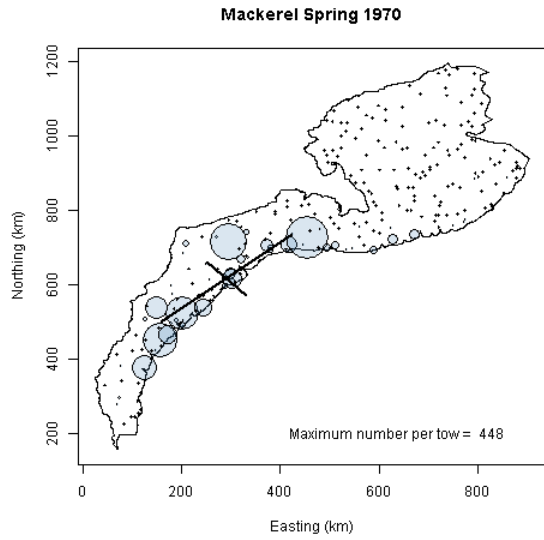 Mackerel Spring 1970
Northing (km)
1200
1000
800
600
400
200
Maximum number per tow = 448
0 200 400 600 800
Easting (km)